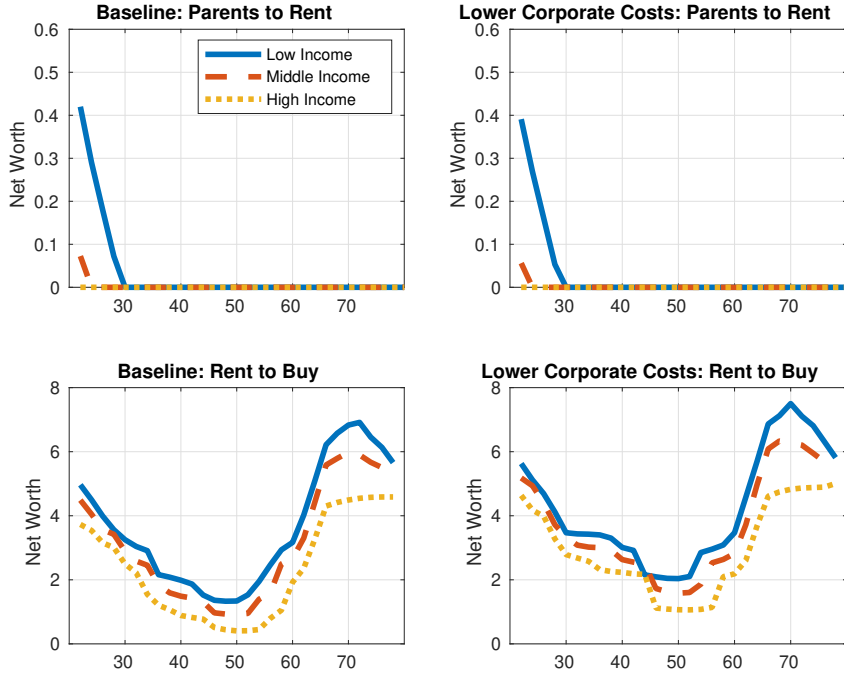 Baseline: Parents to Rent
Net Worth
0.6
0.5
0.4
0.3
0.2
0.1
0
Low Income
Middle Income
High Income
30 40 50 60 70
Lower Corporate Costs: Parents to Rent
Net Worth
0.6
0.5
0.4
0.3
0.2
0.1
0
30 40 50 60 70
Baseline: Rent to Buy
Net Worth
8
6
4
2
0
30 40 50 60 70
Lower Corporate Costs: Rent to Buy
Net Worth
8
6
4
2
0
30 40 50 60 70